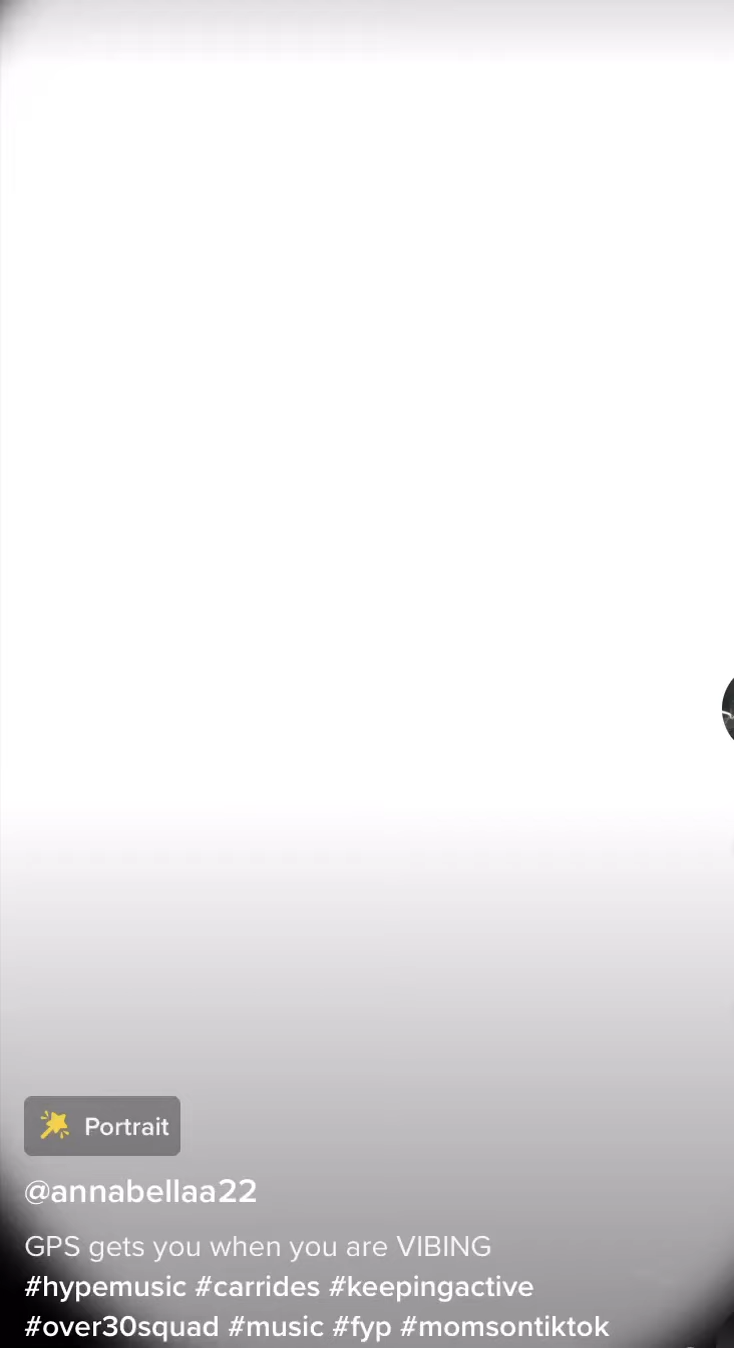 Portrait
@annabellaa22
GPS gets you when you are VIBING
#hypemusic #carrides #keepingactive
#over30squad #music #fyp #momsontiktok